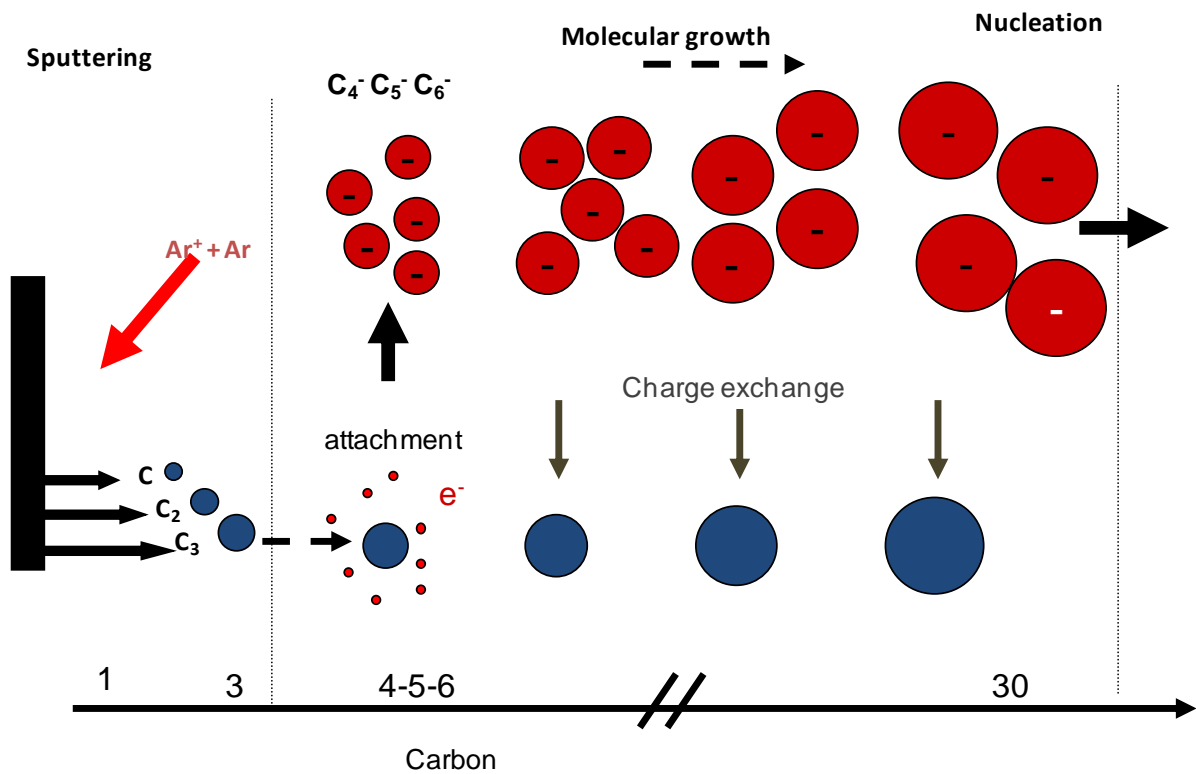 Sputtering
Molecular growth
Nucleation
C₄⁻ C₅⁻ C₆⁻
Ar⁺ + Ar
- - - - -
- - - - -
- - - -
- - - -
Charge exchange
attachment
e⁻
C
C₂
C₃
1
3
4-5-6
30
Carbon